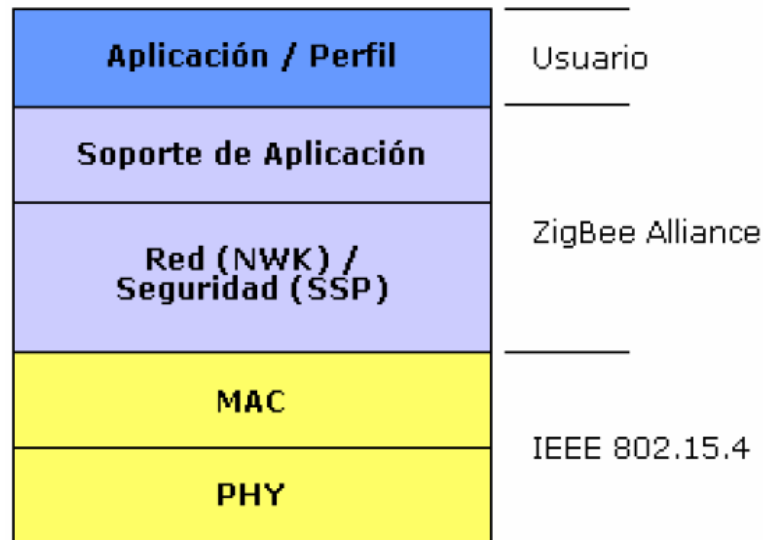 Aplicación / Perfil
Usuario
Soporte de Aplicación
Red (NWK) /
Seguridad (SSP)
ZigBee Alliance
MAC
PHY
IEEE 802.15.4